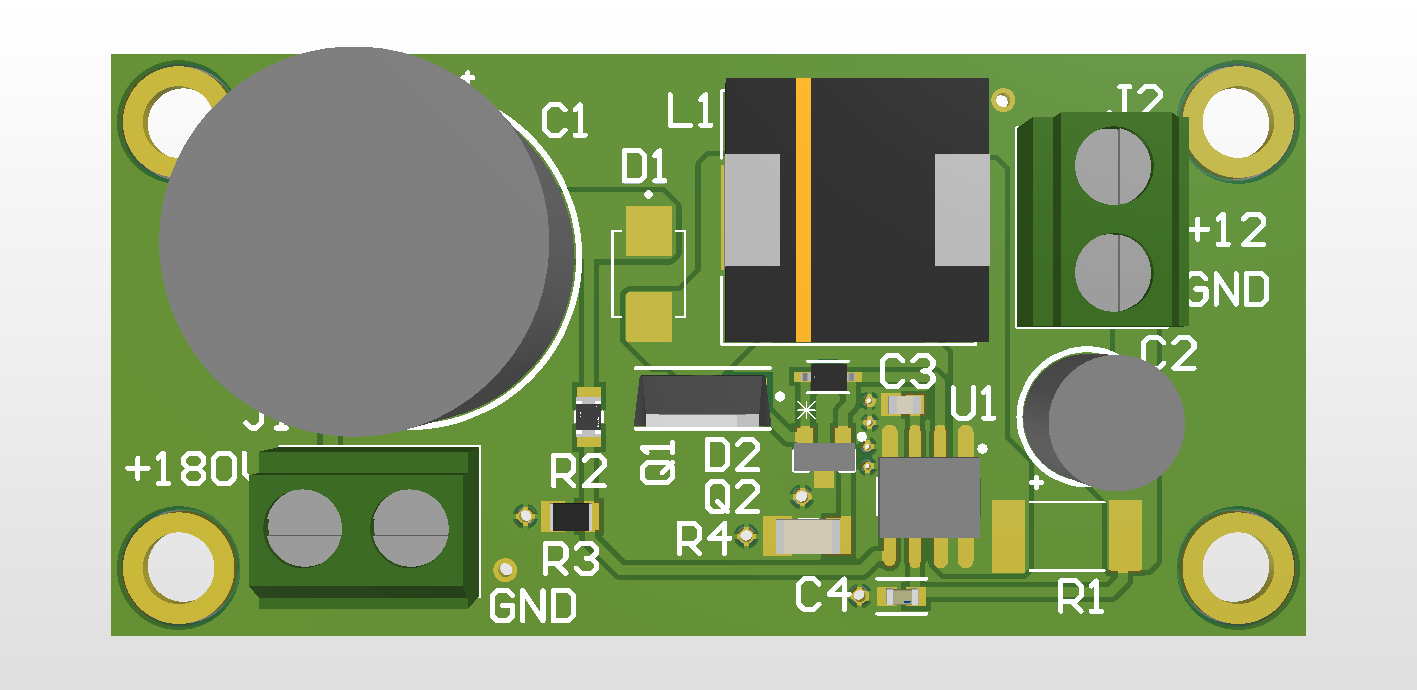 +
C1
L1
J2
D1
+12
GND
C2
C3
U1
J1
+180V
R2
Q1
D2
Q2
+
R4
R3
GND
C4
R1